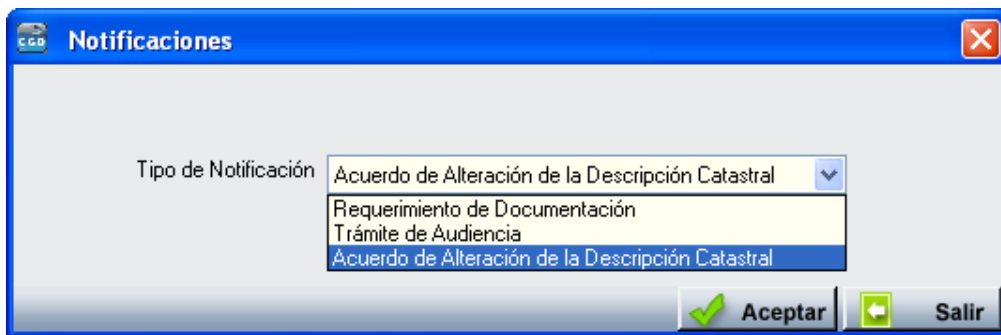 CGD Notificaciones
Tipo de Notificación Acuerdo de Alteración de la Descripción Catastral
Requerimiento de Documentación
Trámite de Audiencia
Acuerdo de Alteración de la Descripción Catastral
Aceptar Salir